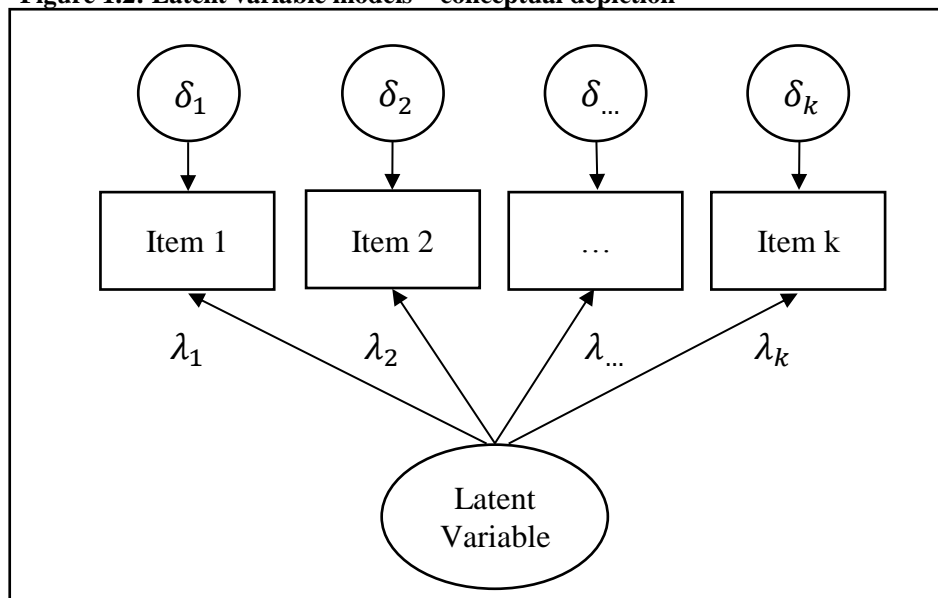 Figure 1.2: Latent variable models – conceptual depiction
δ₁ δ₂ δ... δₖ
Item 1 Item 2 … Item k
λ₁ λ₂ λ... λₖ
Latent
Variable